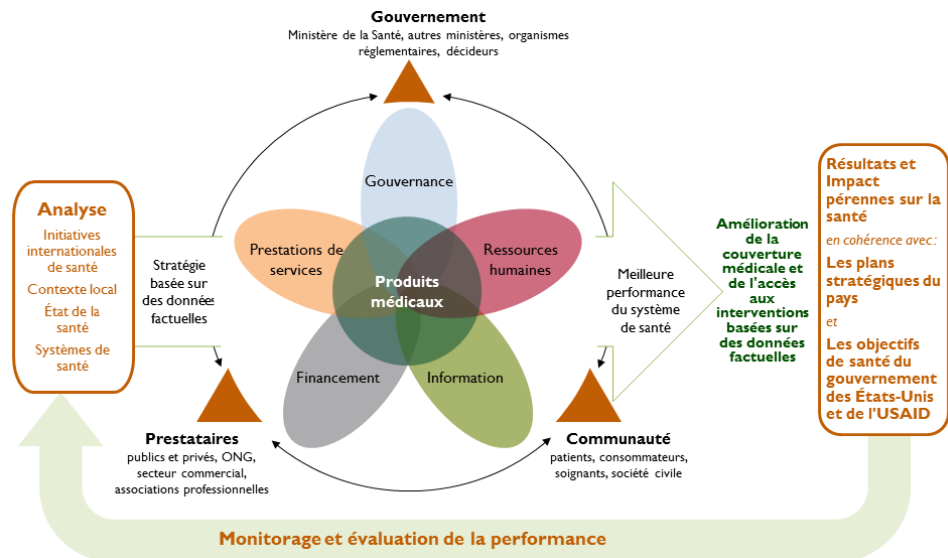 Gouvernement
Ministère de la Santé, autres ministères, organismes
réglementaires, décideurs
Analyse
Initiatives
internationales
de santé
Contexte local
État de la
santé
Systèmes de
santé
Stratégie
basée sur
des données
factuelles
Gouvernance
Prestations de
services
Ressources
humaines
Produits
médicaux
Financement
Information
Meilleure
performance
du système
de santé
Amélioration
de la
couverture
médicale et
de l'accès
aux
interventions
basées sur
des données
factuelles
Résultats et
Impact
pérennes sur la
santé
en cohérence avec:
Les plans
stratégiques du
pays
et
Les objectifs
de santé du
gouvernement
des États-Unis
et de l'USAID
Prestataires
publics et privés, ONG,
secteur commercial,
associations professionnelles
Communauté
patients, consommateurs,
soignants, société civile
Monitorage et évaluation de la performance